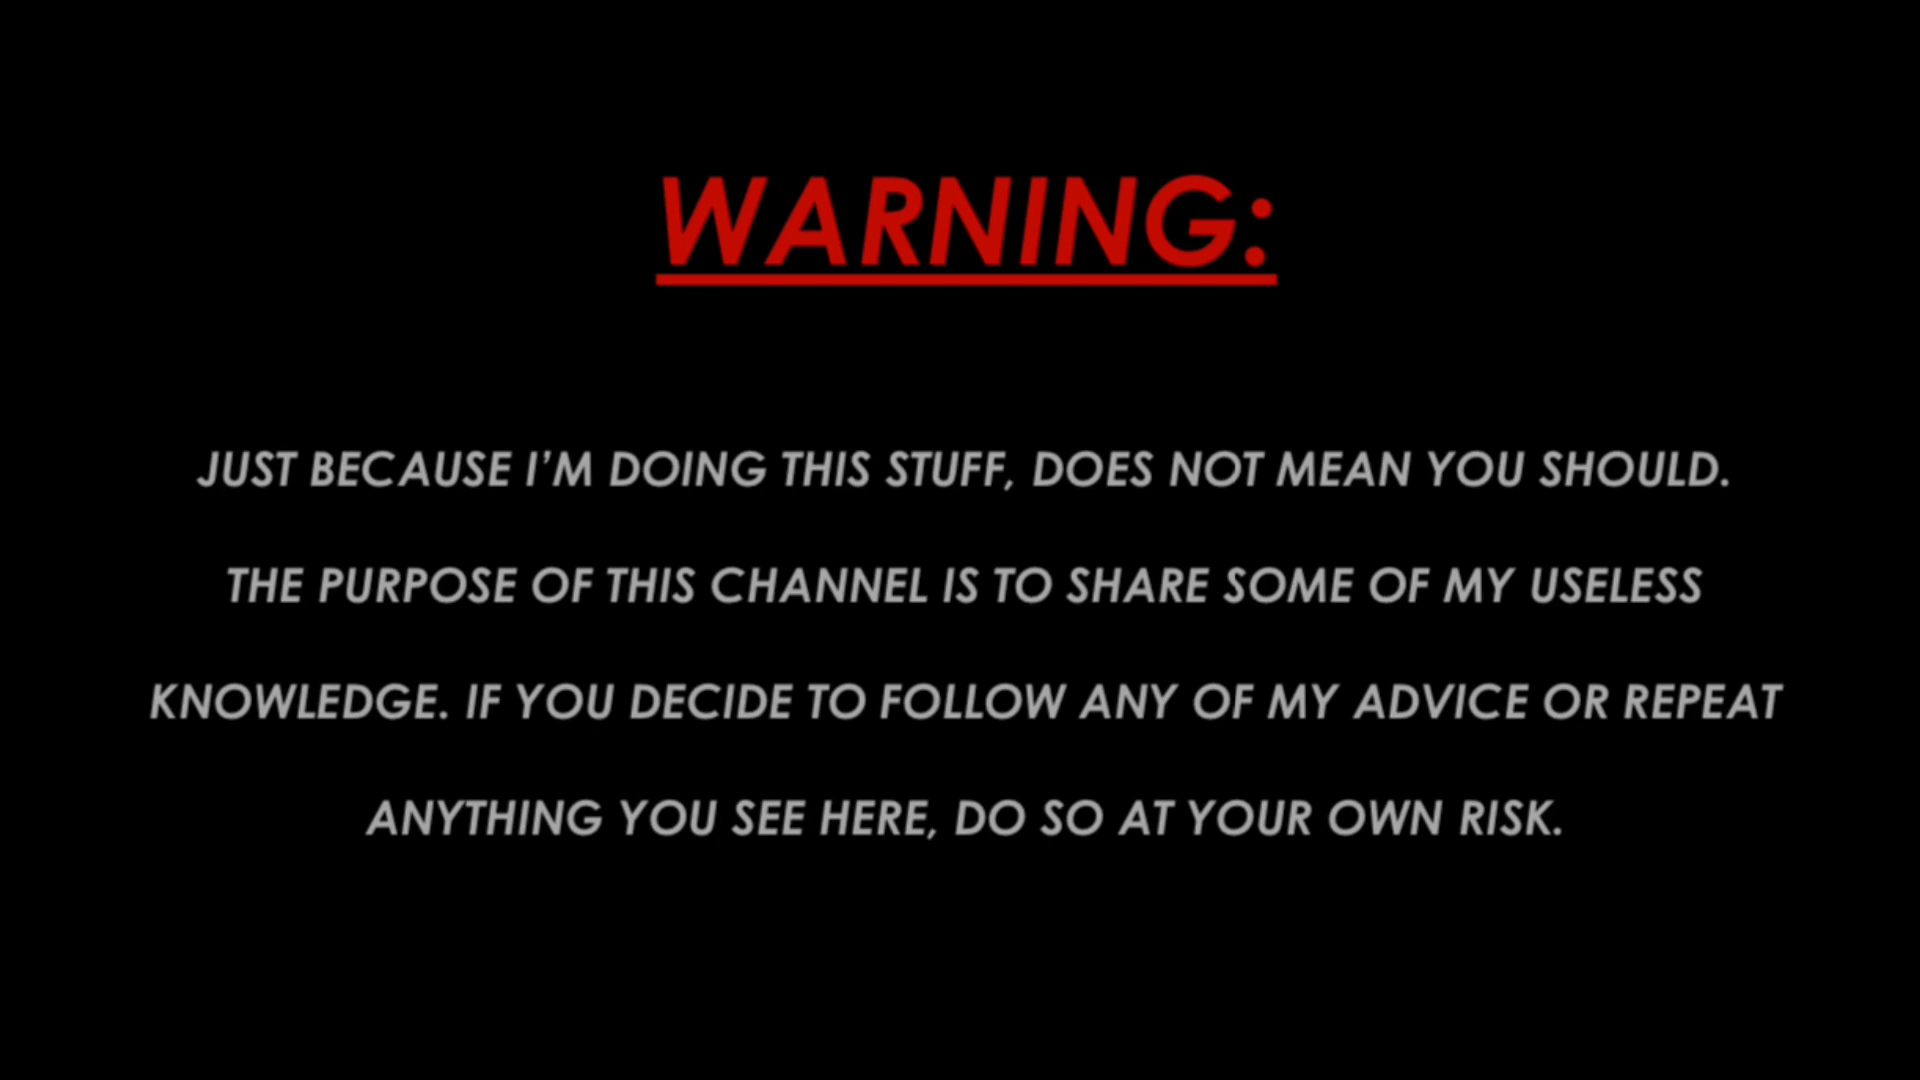 WARNING:
JUST BECAUSE I’M DOING THIS STUFF, DOES NOT MEAN YOU SHOULD.
THE PURPOSE OF THIS CHANNEL IS TO SHARE SOME OF MY USELESS
KNOWLEDGE. IF YOU DECIDE TO FOLLOW ANY OF MY ADVICE OR REPEAT
ANYTHING YOU SEE HERE, DO SO AT YOUR OWN RISK.